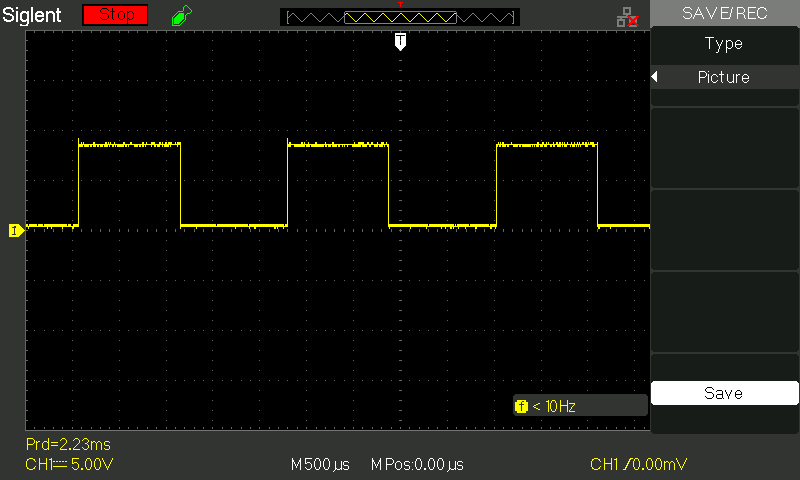 Siglent Stop T SAVE/REC
Type
T
Picture
1
f < 10Hz
Save
Prd=2.23ms
CH1 5.00V M 500 µs M Pos:0.00 µs CH1 / 0.00mV